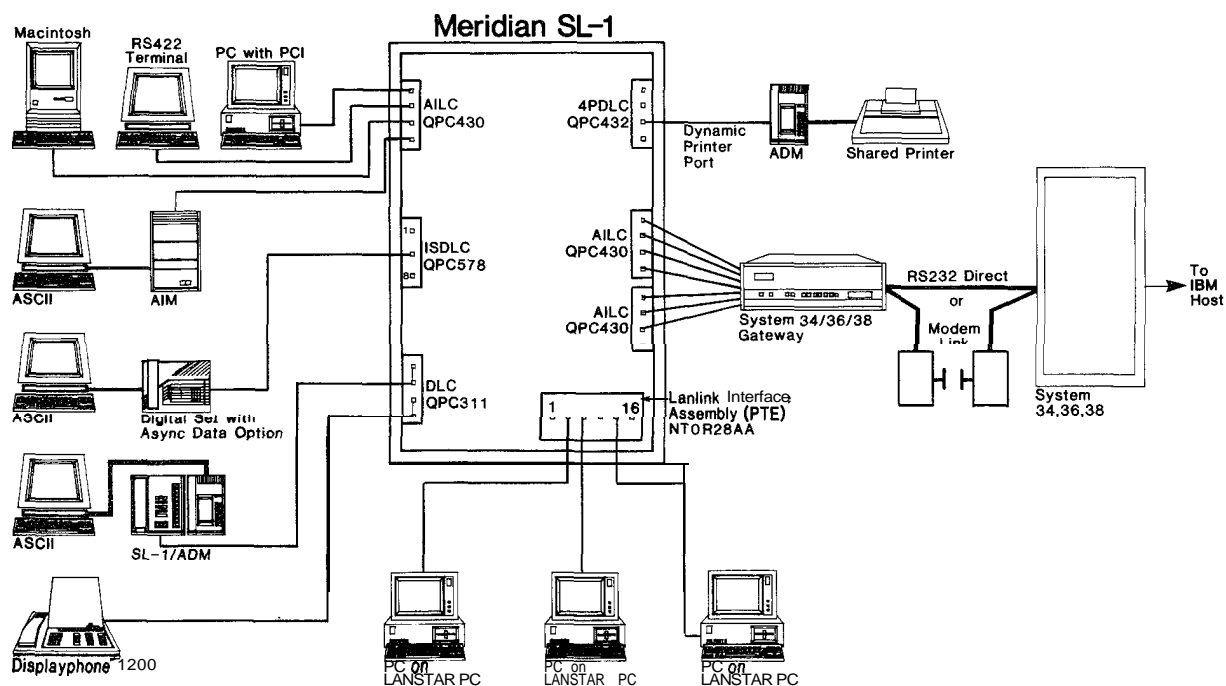 Meridian SL-1
Macintosh
RS422
Terminal
PC with PCI
AILC
QPC430
4PDLC
QPC432
Dynamic
Printer
Port
ADM
Shared Printer
ASCII
AIM
1
8
ISDLC
QPC578
AILC
QPC430
AILC
QPC430
System 34/36/38
Gateway
RS232 Direct
or
Modem
Link
To
IBM
Host
System
34,36,38
ASCII
Digital Set with
Async Data Option
DLC
QPC311
1 16
Lanlink Interface
Assembly (PTE)
NT0R28AA
ASCII
SL-1/ADM
Displayphone 1200
PC on
LANSTAR PC
PC on
LANSTAR PC
PC on
LANSTAR PC